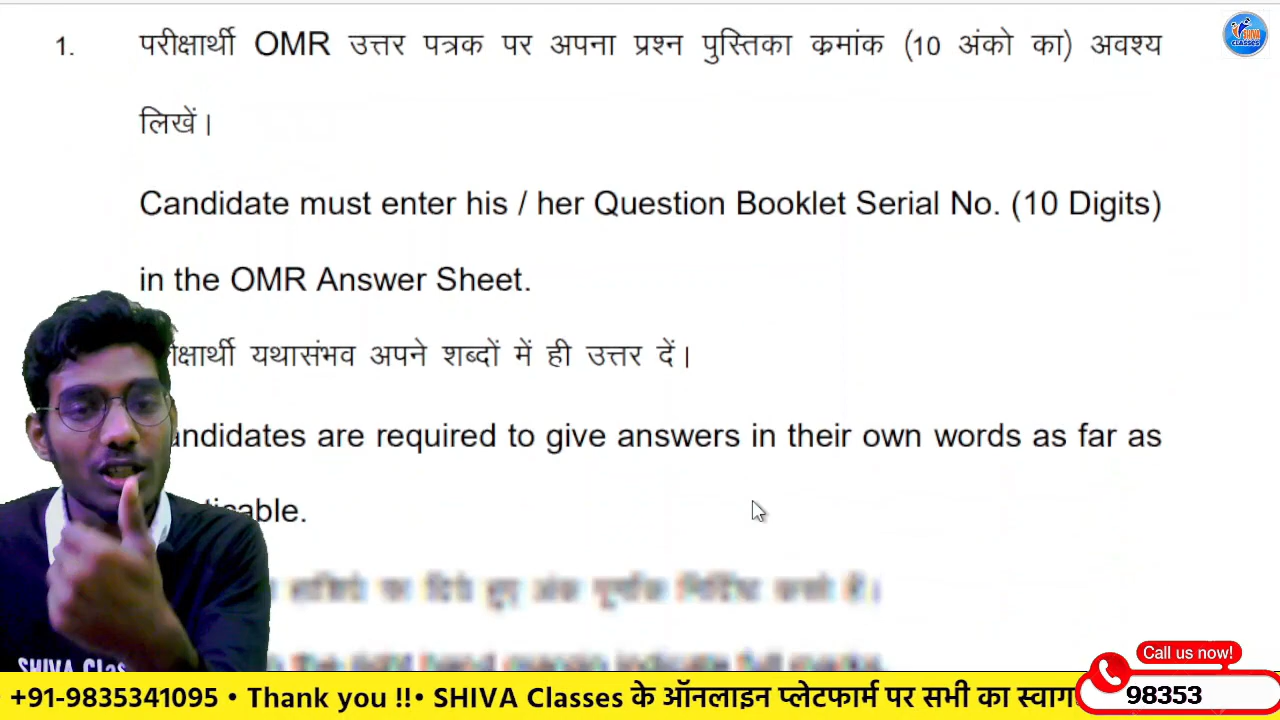 SHIVA
CLASSES
1. परीक्षार्थी OMR उत्तर पत्रक पर अपना प्रश्न पुस्तिका क्रमांक (10 अंको का) अवश्य
लिखें।
Candidate must enter his / her Question Booklet Serial No. (10 Digits)
in the OMR Answer Sheet.
यथासंभव अपने शब्दों में ही उत्तर दें।
are required to give answers in their own words as far as
SHIVA
Call us now!
+91-9835341095 • Thank you !!• SHIVA Classes के ऑनलाइन प्लेटफार्म पर सभी का
98353